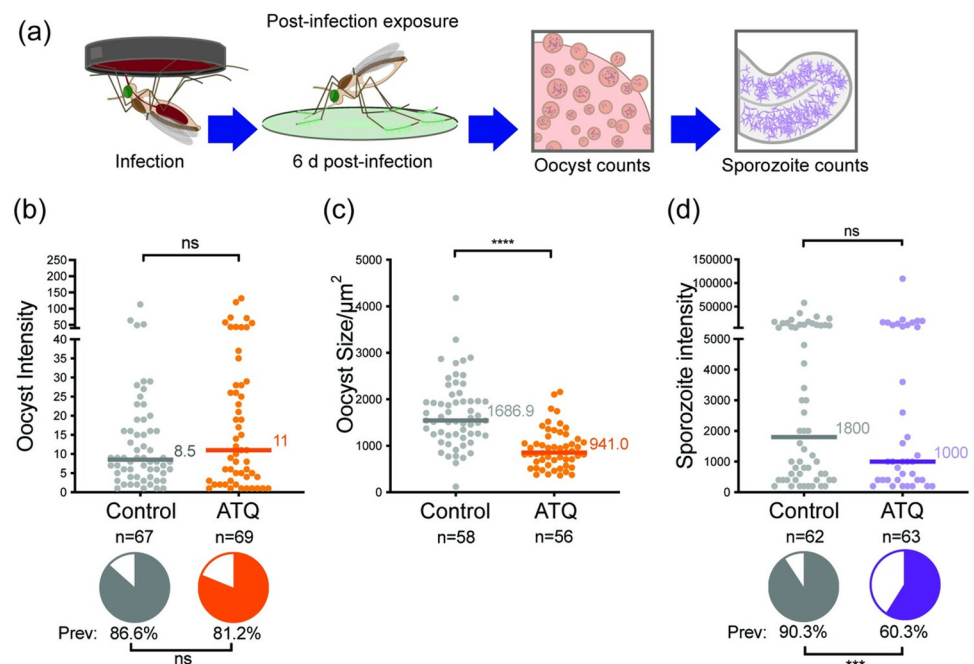 (a)
Post-infection exposure
Infection
6 d post-infection
Oocyst counts
Sporozoite counts
(b)
ns
Oocyst Intensity
250
200
150
100
50
40
35
30
25
20
15
10
5
0
8.5
11
Control
ATQ
n=67
n=69
Prev:
86.6%
81.2%
ns
(c)
****
Oocyst Size/µm²
5000
4000
3000
2000
1000
0
1686.9
941.0
Control
ATQ
n=58
n=56
(d)
ns
Sporozoite intensity
150000
100000
50000
6000
5000
4000
3000
2000
1000
0
1800
1000
Control
ATQ
n=62
n=63
Prev:
90.3%
60.3%
***